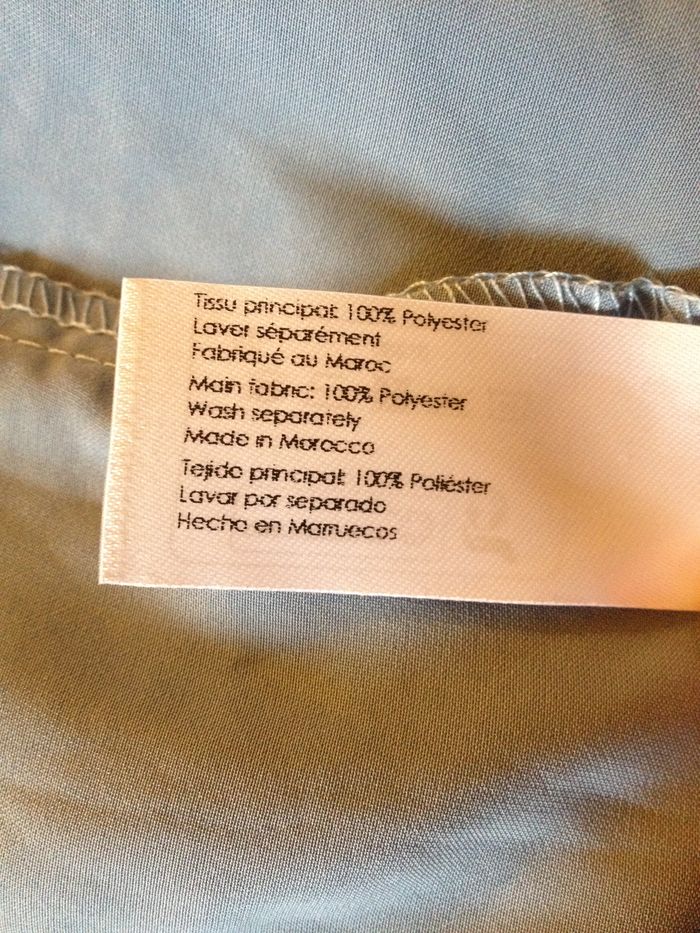 Tissu principal: 100% Polyester
Laver séparément
Fabriqué au Maroc
Main fabric: 100% Polyester
Wash separately
Made in Morocco
Tejido principal: 100% Poliéster
Lavar por separado
Hecho en Marruecos